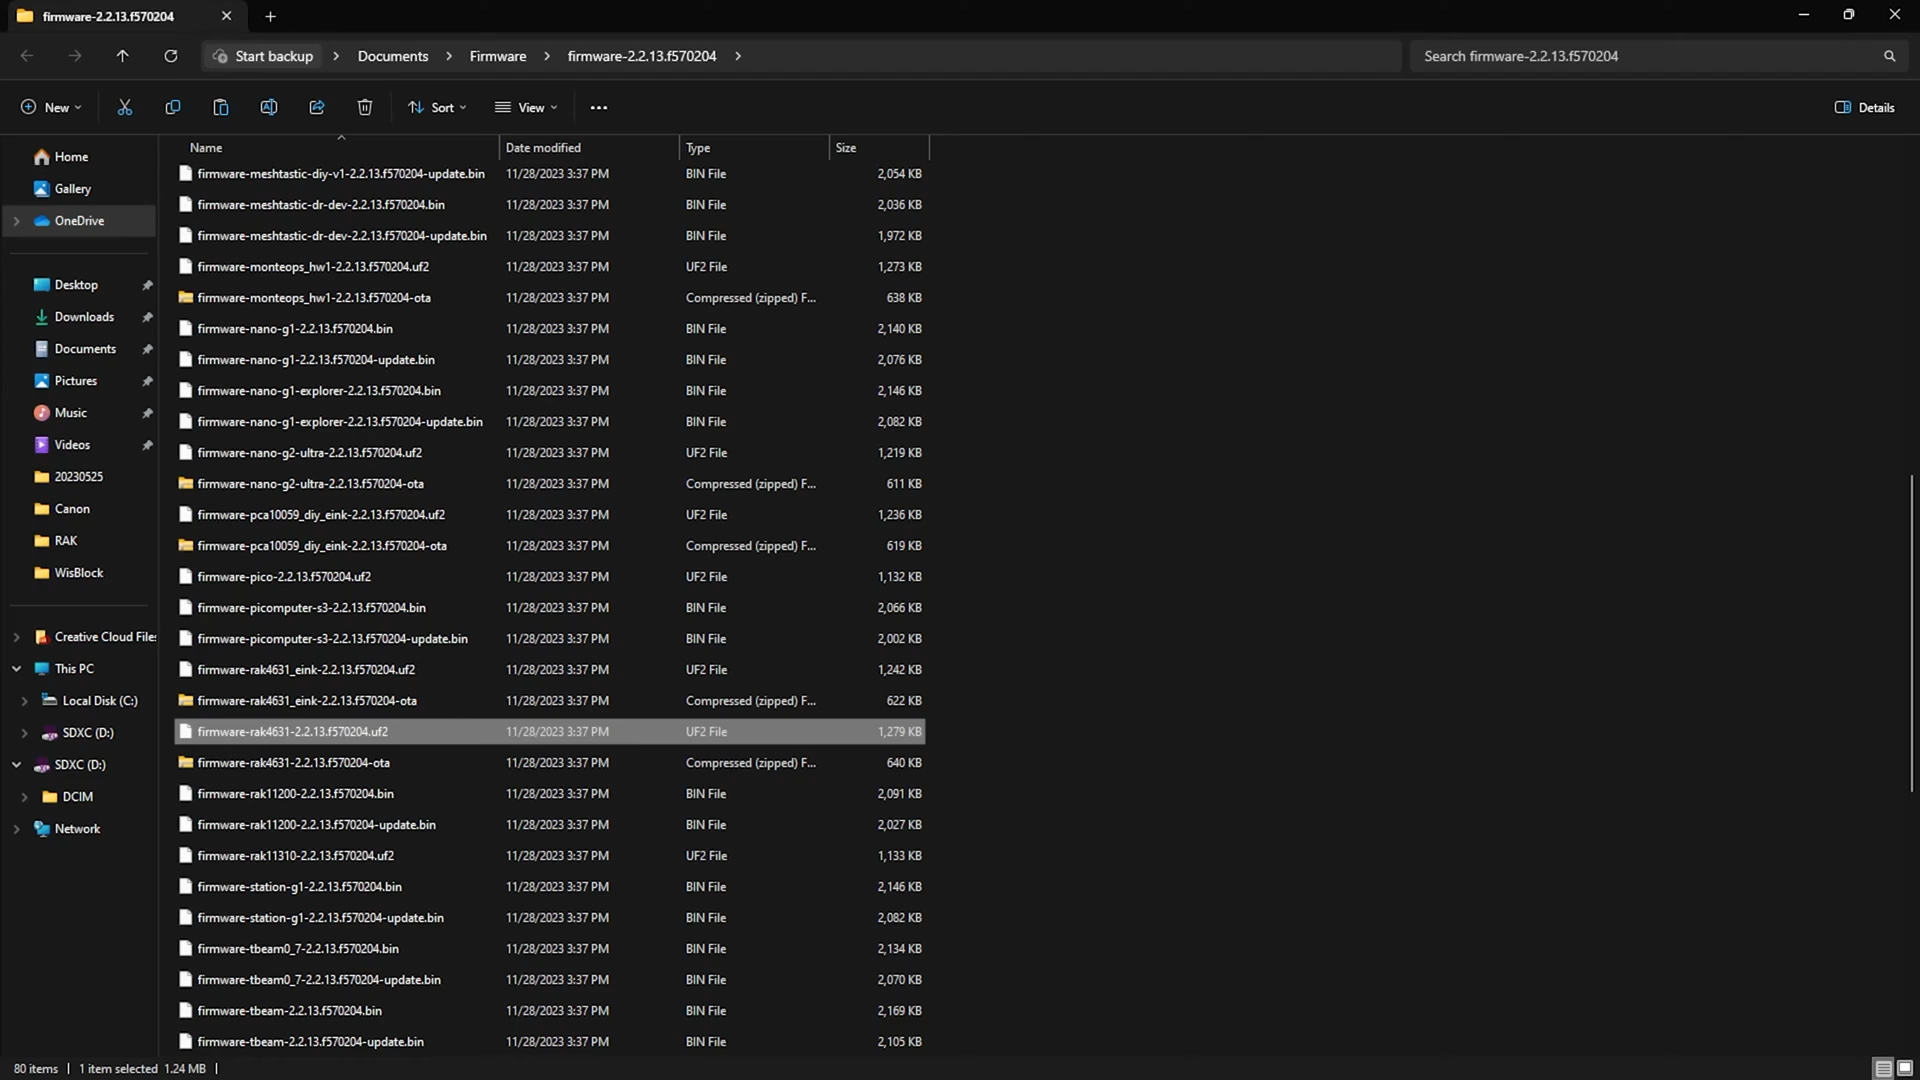 firmware-2.2.13.f570204
Start backup > Documents > Firmware > firmware-2.2.13.f570204 >
Search firmware-2.2.13.f570204
New
Sort
View
Details
Home
Gallery
OneDrive
Desktop
Downloads
Documents
Pictures
Music
Videos
20230525
Canon
RAK
WisBlock
Creative Cloud Files
This PC
Local Disk (C:)
SDXC (D:)
SDXC (D:)
DCIM
Network
Name Date modified Type Size
firmware-meshtastic-diy-v1-2.2.13.f570204-update.bin 11/28/2023 3:37 PM BIN File 2,054 KB
firmware-meshtastic-dr-dev-2.2.13.f570204.bin 11/28/2023 3:37 PM BIN File 2,036 KB
firmware-meshtastic-dr-dev-2.2.13.f570204-update.bin 11/28/2023 3:37 PM BIN File 1,972 KB
firmware-monteops_hw1-2.2.13.f570204.uf2 11/28/2023 3:37 PM UF2 File 1,273 KB
firmware-monteops_hw1-2.2.13.f570204-ota 11/28/2023 3:37 PM Compressed (zipped) F... 638 KB
firmware-nano-g1-2.2.13.f570204.bin 11/28/2023 3:37 PM BIN File 2,140 KB
firmware-nano-g1-2.2.13.f570204-update.bin 11/28/2023 3:37 PM BIN File 2,076 KB
firmware-nano-g1-explorer-2.2.13.f570204.bin 11/28/2023 3:37 PM BIN File 2,146 KB
firmware-nano-g1-explorer-2.2.13.f570204-update.bin 11/28/2023 3:37 PM BIN File 2,082 KB
firmware-nano-g2-ultra-2.2.13.f570204.uf2 11/28/2023 3:37 PM UF2 File 1,219 KB
firmware-nano-g2-ultra-2.2.13.f570204-ota 11/28/2023 3:37 PM Compressed (zipped) F... 611 KB
firmware-pca10059_diy_eink-2.2.13.f570204.uf2 11/28/2023 3:37 PM UF2 File 1,236 KB
firmware-pca10059_diy_eink-2.2.13.f570204-ota 11/28/2023 3:37 PM Compressed (zipped) F... 619 KB
firmware-pico-2.2.13.f570204.uf2 11/28/2023 3:37 PM UF2 File 1,132 KB
firmware-picomputer-s3-2.2.13.f570204.bin 11/28/2023 3:37 PM BIN File 2,066 KB
firmware-picomputer-s3-2.2.13.f570204-update.bin 11/28/2023 3:37 PM BIN File 2,002 KB
firmware-rak4631_eink-2.2.13.f570204.uf2 11/28/2023 3:37 PM UF2 File 1,242 KB
firmware-rak4631_eink-2.2.13.f570204-ota 11/28/2023 3:37 PM Compressed (zipped) F... 622 KB
firmware-rak4631-2.2.13.f570204.uf2 11/28/2023 3:37 PM UF2 File 1,279 KB
firmware-rak4631-2.2.13.f570204-ota 11/28/2023 3:37 PM Compressed (zipped) F... 640 KB
firmware-rak11200-2.2.13.f570204.bin 11/28/2023 3:37 PM BIN File 2,091 KB
firmware-rak11200-2.2.13.f570204-update.bin 11/28/2023 3:37 PM BIN File 2,027 KB
firmware-rak11310-2.2.13.f570204.uf2 11/28/2023 3:37 PM UF2 File 1,133 KB
firmware-station-g1-2.2.13.f570204.bin 11/28/2023 3:37 PM BIN File 2,146 KB
firmware-station-g1-2.2.13.f570204-update.bin 11/28/2023 3:37 PM BIN File 2,082 KB
firmware-tbeam0_7-2.2.13.f570204.bin 11/28/2023 3:37 PM BIN File 2,134 KB
firmware-tbeam0_7-2.2.13.f570204-update.bin 11/28/2023 3:37 PM BIN File 2,070 KB
firmware-tbeam-2.2.13.f570204.bin 11/28/2023 3:37 PM BIN File 2,169 KB
firmware-tbeam-2.2.13.f570204-update.bin 11/28/2023 3:37 PM BIN File 2,105 KB
80 items | 1 item selected 1.24 MB |